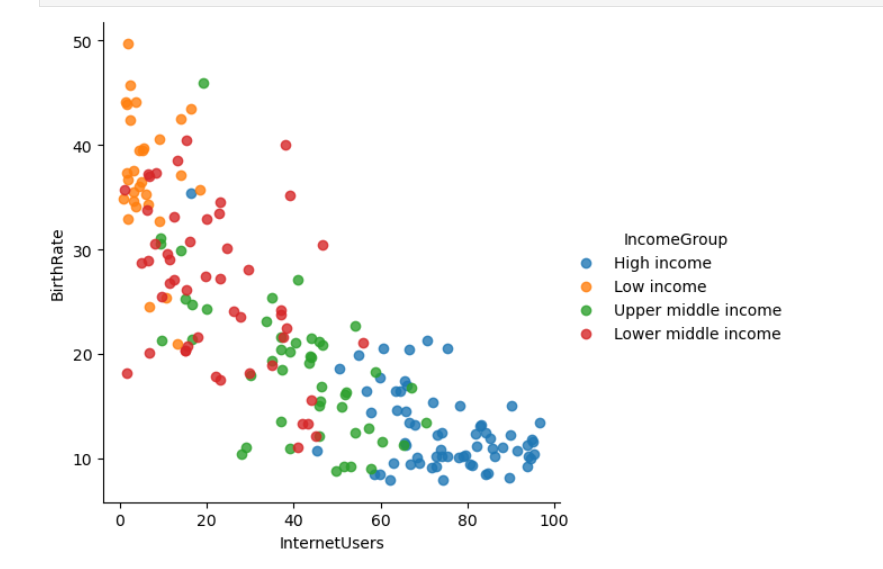 50
40
30
20
10
BirthRate
0 20 40 60 80 100
InternetUsers
IncomeGroup
High income
Low income
Upper middle income
Lower middle income